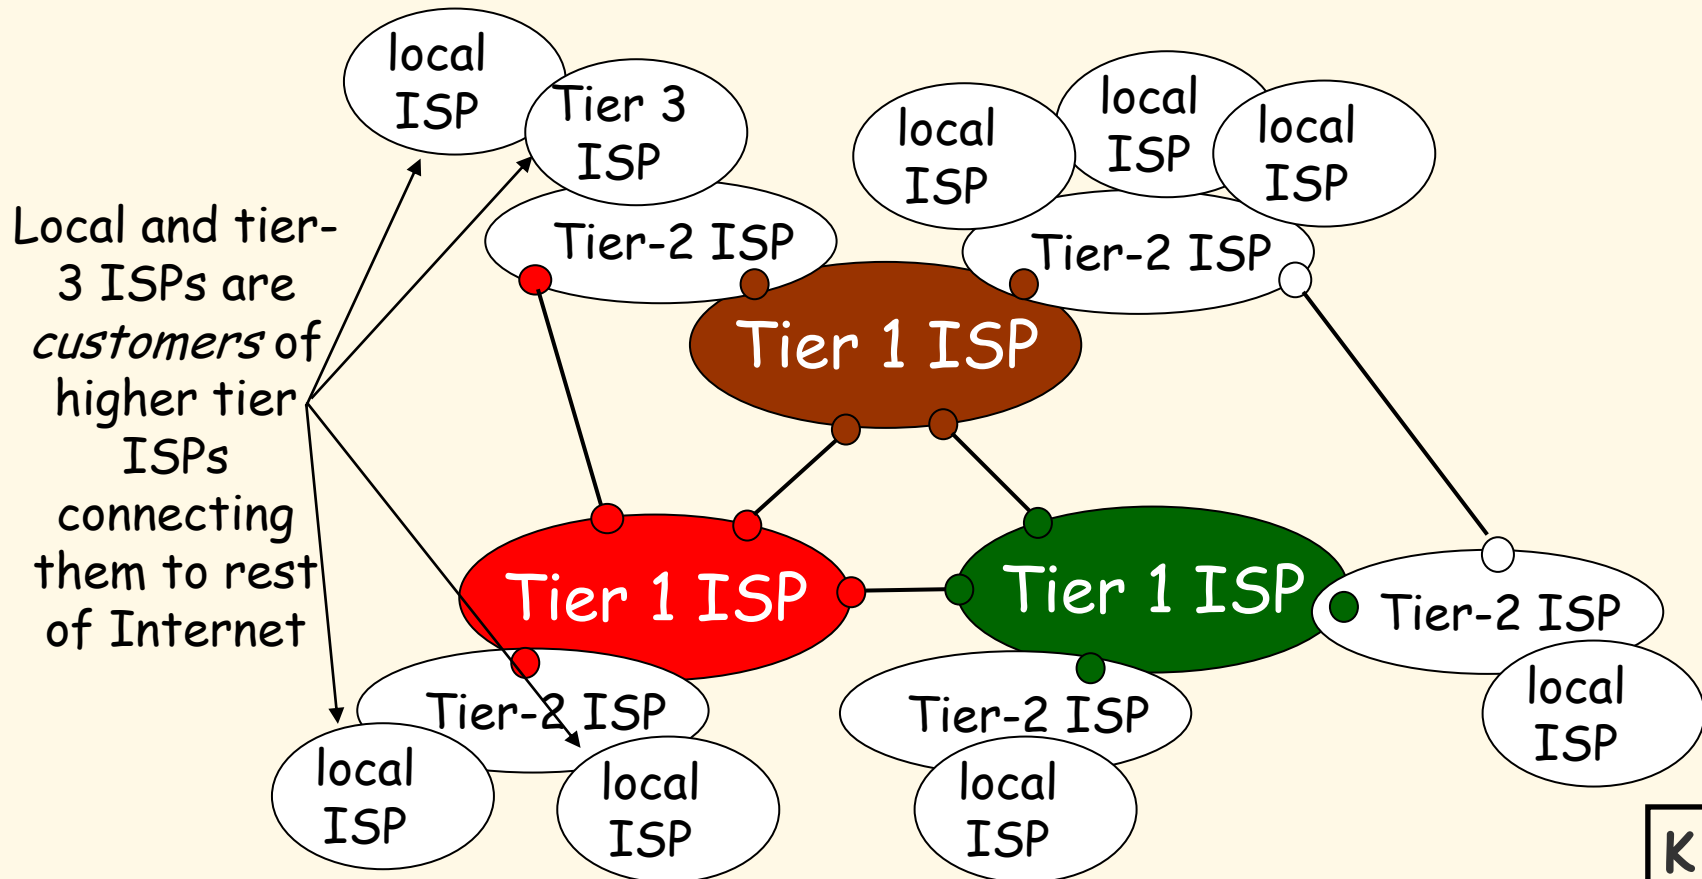 local
ISP
Tier 3
ISP
local
ISP
local
ISP
local
ISP
Tier-2 ISP
Tier-2 ISP
Local and tier-
3 ISPs are
customers of
higher tier
ISPs
connecting
them to rest
of Internet
Tier 1 ISP
Tier 1 ISP
Tier 1 ISP
Tier-2 ISP
Tier-2 ISP
Tier-2 ISP
local
ISP
local
ISP
local
ISP
local
ISP
K